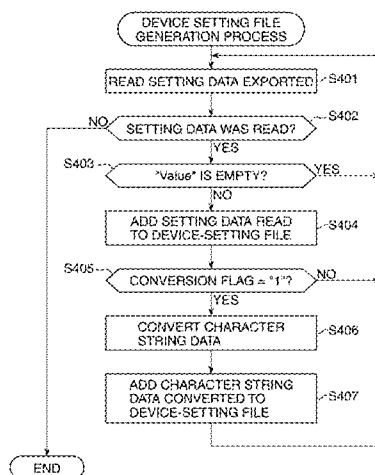 DEVICE SETTING FILE
GENERATION PROCESS
READ SETTING DATA EXPORTED
S401
SETTING DATA WAS READ?
S402
NO
YES
S403
"Value" IS EMPTY?
YES
NO
ADD SETTING DATA READ
TO DEVICE-SETTING FILE
S404
S405
CONVERSION FLAG = "1"?
NO
YES
CONVERT CHARACTER
STRING DATA
S406
ADD CHARACTER STRING
DATA CONVERTED TO
DEVICE-SETTING FILE
S407
END